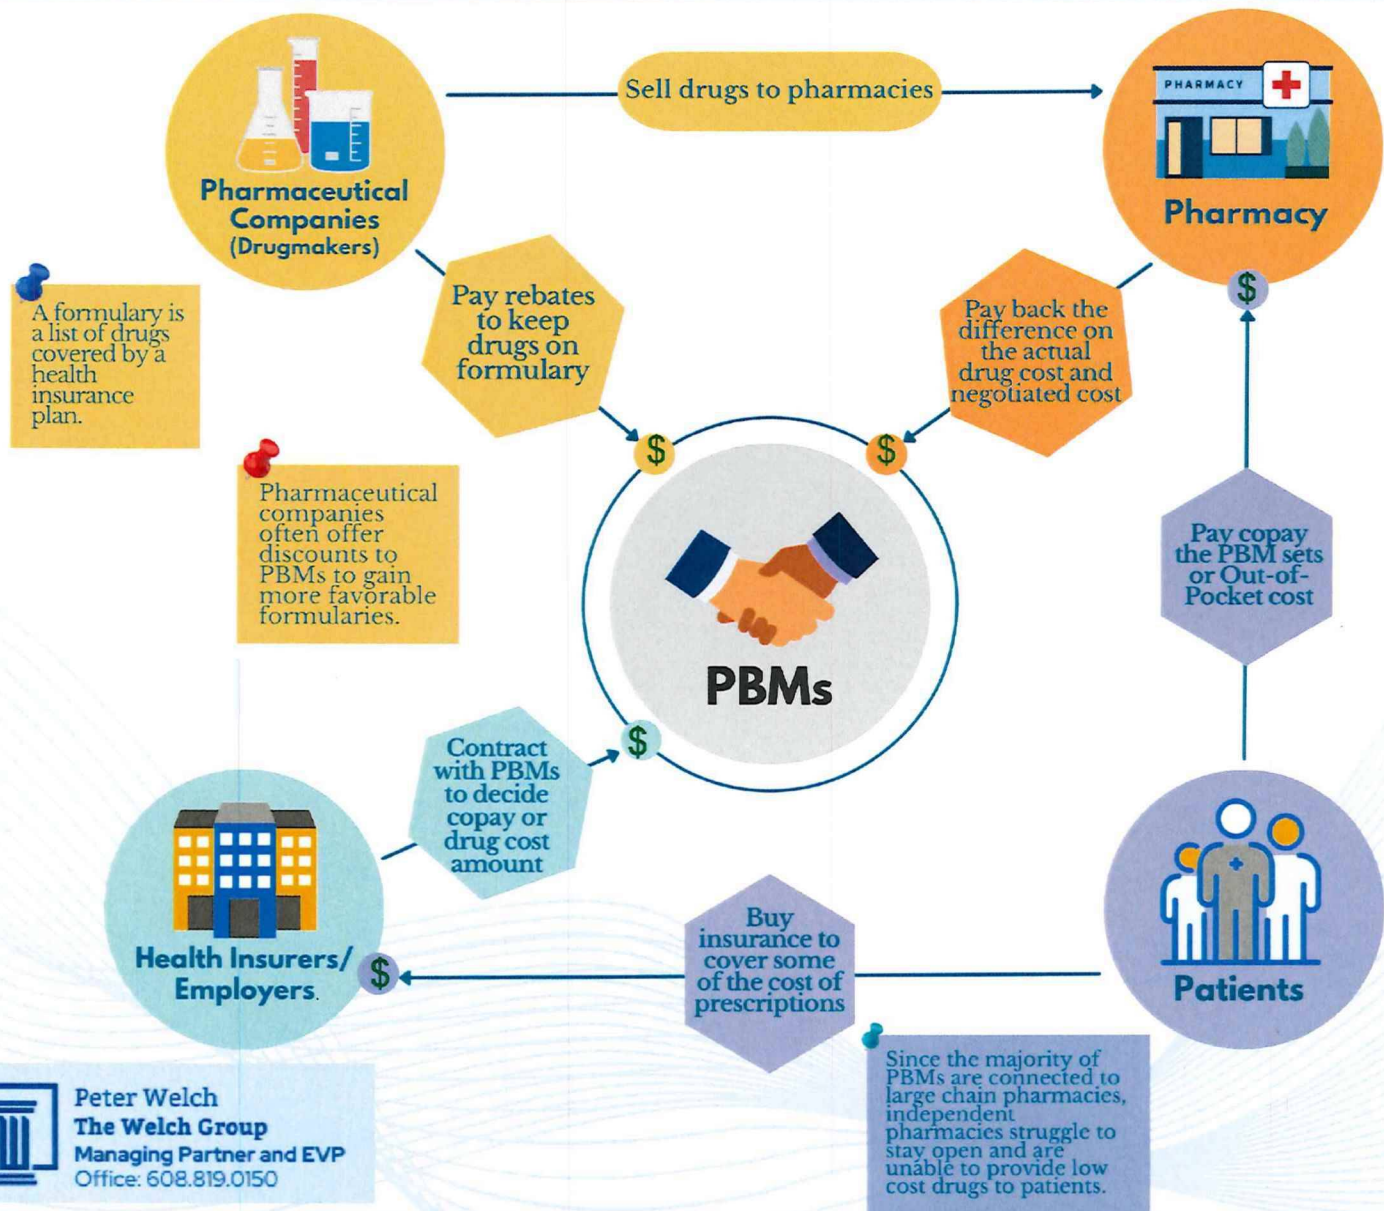 Sell drugs to pharmacies
PHARMACY
Pharmaceutical
Companies
(Drugmakers)
Pharmacy
$
Pay rebates
to keep
drugs on
formulary
Pay back the
difference on
the actual
drug cost and
negotiated cost
A formulary is
a list of drugs
covered by a
health
insurance
plan.
$
$
Pharmaceutical
companies
often offer
discounts to
PBMs to gain
more favorable
formularies.
Pay copay
the PBM sets
or Out-of-
Pocket cost
PBMs
$
Contract
with PBMs
to decide
copay or
drug cost
amount
Health Insurers/
Employers.
$
Buy
insurance to
cover some
of the cost of
prescriptions
Patients
Since the majority of
PBMs are connected to
large chain pharmacies,
independent
pharmacies struggle to
stay open and are
unable to provide low
cost drugs to patients.
Peter Welch
The Welch Group
Managing Partner and EVP
Office: 608.819.0150